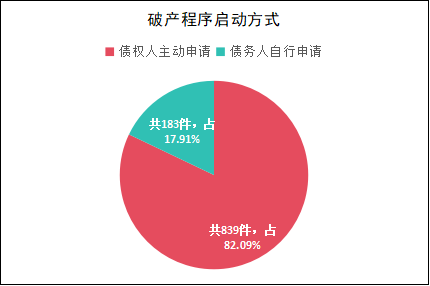 破产程序启动方式
债权人主动申请 债务人自行申请
共183件，占
17.91%
共839件，占
82.09%